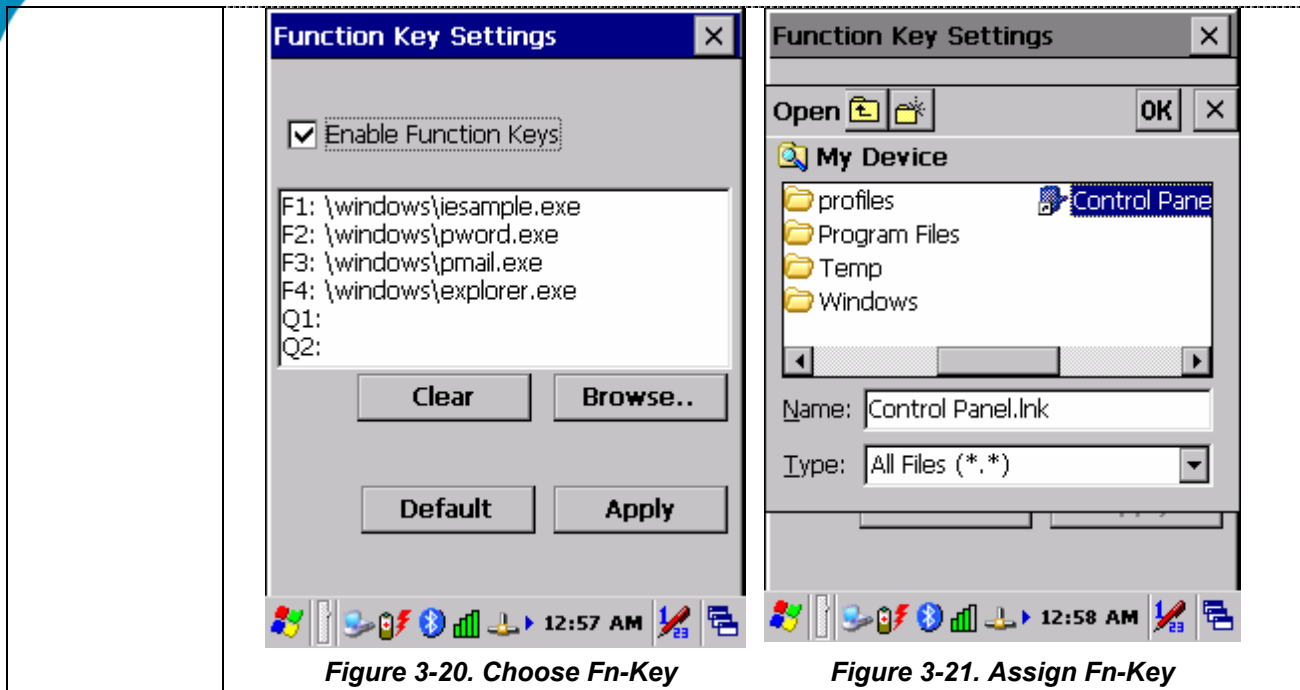 Function Key Settings
Enable Function Keys
F1: \windows\iesample.exe
F2: \windows\pword.exe
F3: \windows\pmail.exe
F4: \windows\explorer.exe
Q1:
Q2:
Clear Browse..
Default Apply
12:57 AM
Figure 3-20. Choose Fn-Key
Function Key Settings
Open OK
My Device
profiles Control Pane
Program Files
Temp
Windows
Name: Control Panel.lnk
Type: All Files (*.*)
12:58 AM
Figure 3-21. Assign Fn-Key